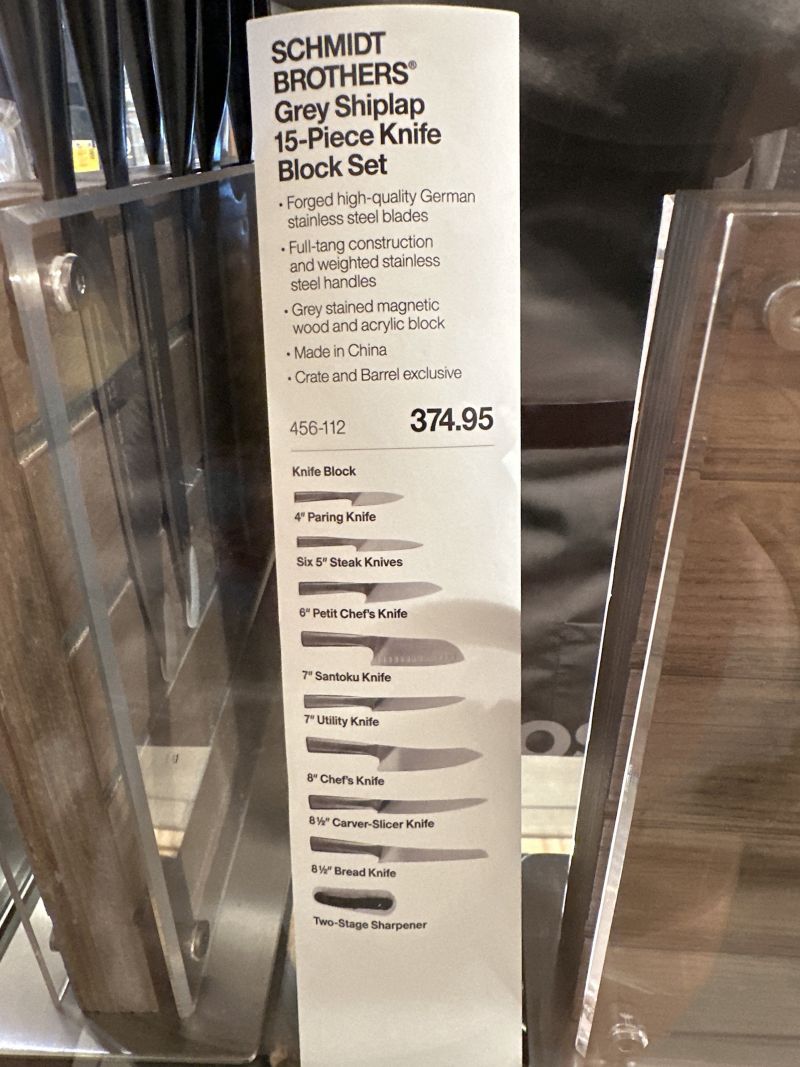 SCHMIDT
BROTHERS®
Grey Shiplap
15-Piece Knife
Block Set
• Forged high-quality German
stainless steel blades
• Full-tang construction
and weighted stainless
steel handles
• Grey stained magnetic
wood and acrylic block
• Made in China
• Crate and Barrel exclusive
456-112 374.95
Knife Block
4" Paring Knife
Six 5" Steak Knives
6" Petit Chef's Knife
7" Santoku Knife
7" Utility Knife
8" Chef's Knife
8½" Carver-Slicer Knife
8½" Bread Knife
Two-Stage Sharpener